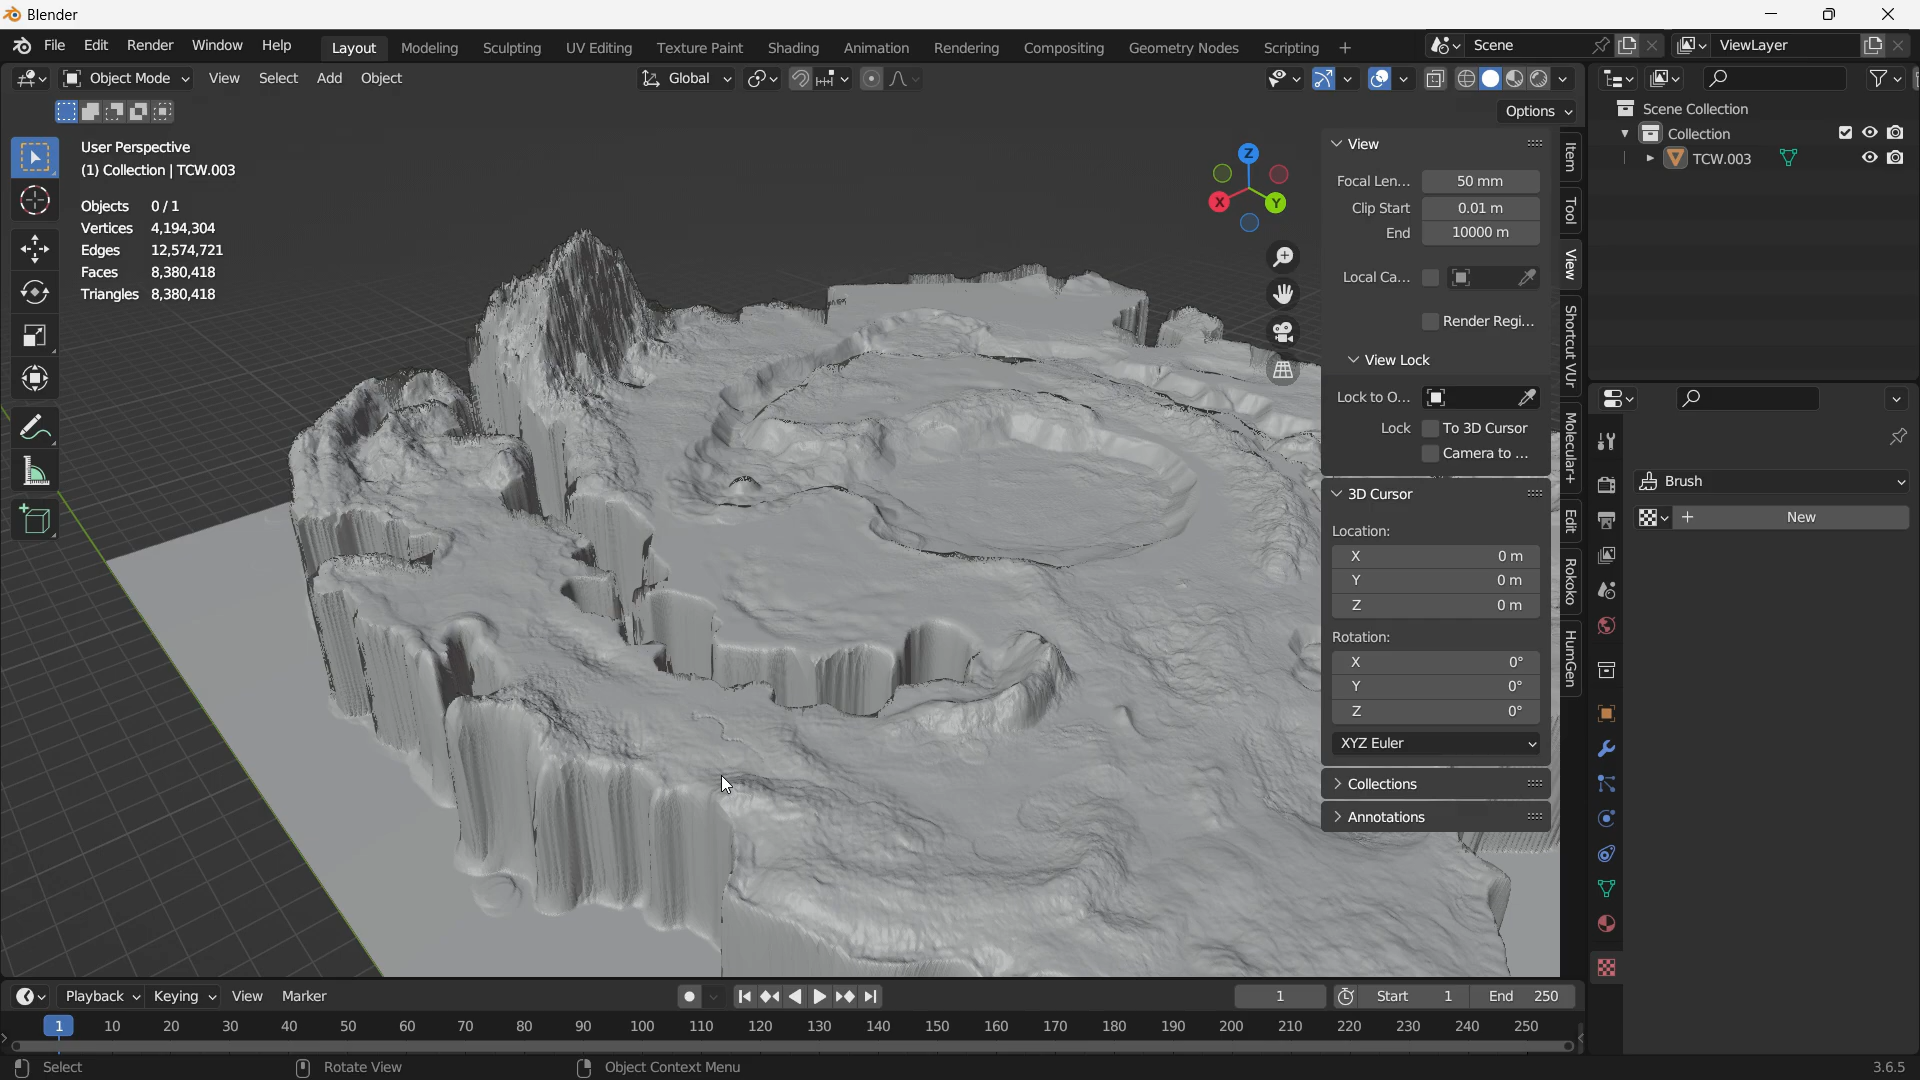 Blender
File Edit Render Window Help Layout Modeling Sculpting UV Editing Texture Paint Shading Animation Rendering Compositing Geometry Nodes Scripting + Scene ViewLayer
Object Mode View Select Add Object Global
Options
User Perspective
(1) Collection | TCW.003
Objects 0/1
Vertices 4,194,304
Edges 12,574,721
Faces 8,380,418
Triangles 8,380,418
Z
X
Y
View
Focal Len... 50 mm
Clip Start 0.01 m
End 10000 m
Local Ca...
Render Regi...
View Lock
Lock to O...
Lock To 3D Cursor
Camera to ...
3D Cursor
Location:
X 0 m
Y 0 m
Z 0 m
Rotation:
X 0°
Y 0°
Z 0°
XYZ Euler
Collections
Annotations
Item
Tool
View
Shortcut VUr
Molecular+
Edit
Rokoko
HumGen
Scene Collection
Collection
TCW.003
Brush
+ New
Playback Keying View Marker 1 Start 1 End 250
1 10 20 30 40 50 60 70 80 90 100 110 120 130 140 150 160 170 180 190 200 210 220 230 240 250
Select Rotate View Object Context Menu 3.6.5